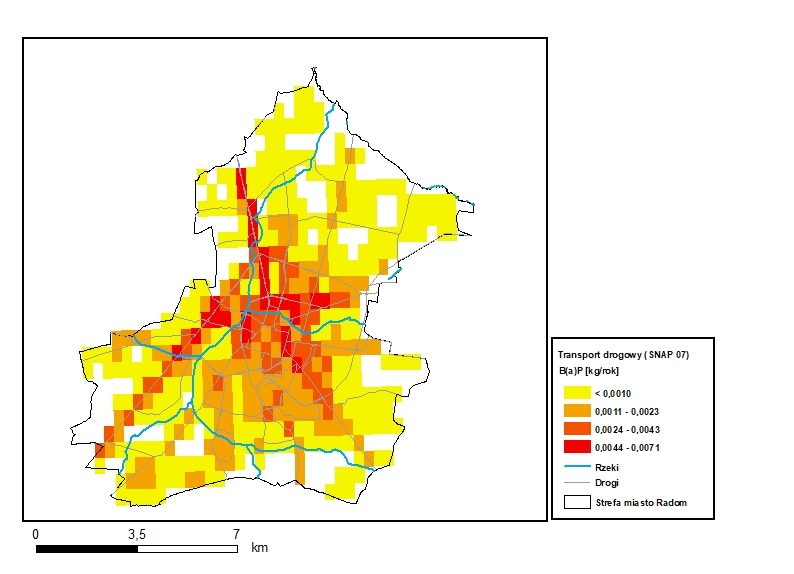 Transport drogowy ( SNAP 07)
B(a)P [kg/rok]
< 0,0010
0,0011 - 0,0023
0,0024 - 0,0043
0,0044 - 0,0071
Rzeki
Drogi
Strefa miasto Radom
0 3,5 7
km